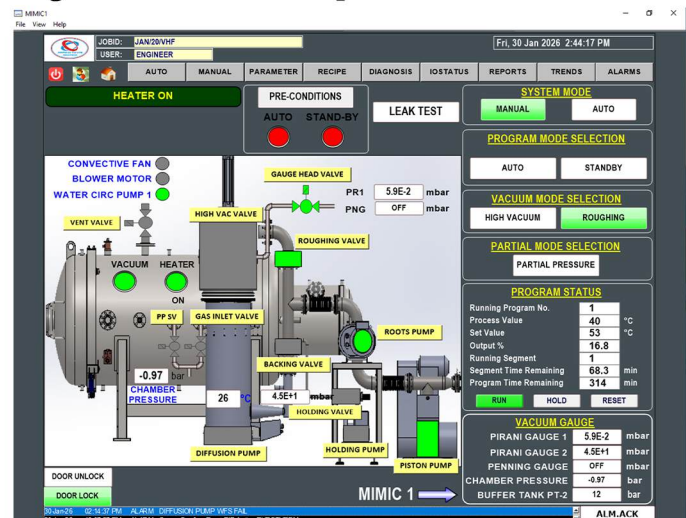 MIMIC1
File View Help
JOBID: JAN/20/VHF
USER: ENGINEER
Fri, 30 Jan 2026 2:44:17 PM
AUTO MANUAL PARAMETER RECIPE DIAGNOSIS IOSTATUS REPORTS TRENDS ALARMS
HEATER ON
PRE-CONDITIONS
AUTO STAND-BY
LEAK TEST
SYSTEM MODE
MANUAL AUTO
PROGRAM MODE SELECTION
AUTO STANDBY
VACUUM MODE SELECTION
HIGH VACUUM ROUGHING
PARTIAL MODE SELECTION
PARTIAL PRESSURE
PROGRAM STATUS
Running Program No. 1
Process Value 40 °C
Set Value 53 °C
Output % 16.8
Running Segment 1
Segment Time Remaining 68.3 min
Program Time Remaining 314 min
RUN HOLD RESET
VACUUM GAUGE
PIRANI GAUGE 1 5.9E-2 mbar
PIRANI GAUGE 2 4.5E+1 mbar
PENNING GAUGE OFF mbar
CHAMBER PRESSURE -0.97 bar
BUFFER TANK PT-2 12 bar
CONVECTIVE FAN
BLOWER MOTOR
WATER CIRC PUMP 1
GAUGE HEAD VALVE
PR1 5.9E-2 mbar
PNG OFF mbar
VENT VALVE
HIGH VAC VALVE
ROUGHING VALVE
VACUUM HEATER
ON
PP SV
GAS INLET VALVE
ROOTS PUMP
BACKING VALVE
-0.97 bar
CHAMBER PRESSURE
26 °C
4.5E+1 mbar
HOLDING VALVE
DIFFUSION PUMP
HOLDING PUMP
PISTON PUMP
DOOR UNLOCK
DOOR LOCK
MIMIC 1
30-Jan-26 02:14:37 PM ALARM DIFFUSION PUMP WFS FAIL
ALM.ACK